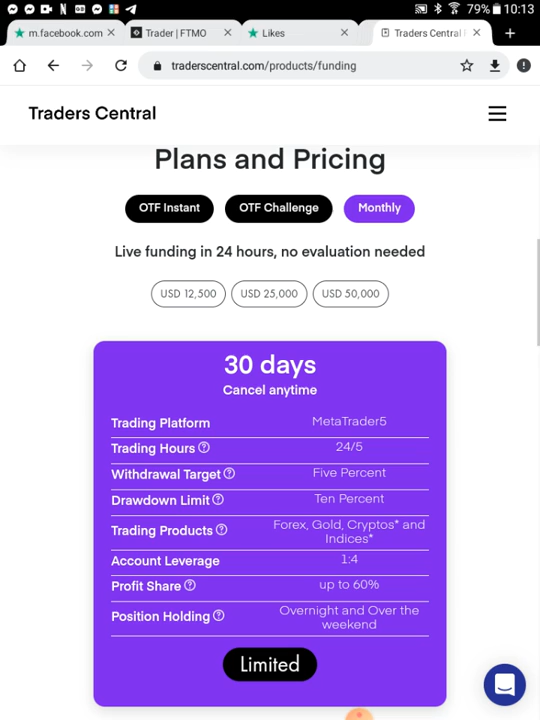 79% 10:13
m.facebook.com
Trader | FTMO
Likes
Traders Central
traderscentral.com/products/funding
Traders Central
Plans and Pricing
OTF Instant
OTF Challenge
Monthly
Live funding in 24 hours, no evaluation needed
USD 12,500
USD 25,000
USD 50,000
30 days
Cancel anytime
Trading Platform MetaTrader5
Trading Hours ? 24/5
Withdrawal Target ? Five Percent
Drawdown Limit ? Ten Percent
Trading Products ? Forex, Gold, Cryptos* and
Indices*
Account Leverage 1:4
Profit Share ? up to 60%
Position Holding ? Overnight and Over the
weekend
Limited